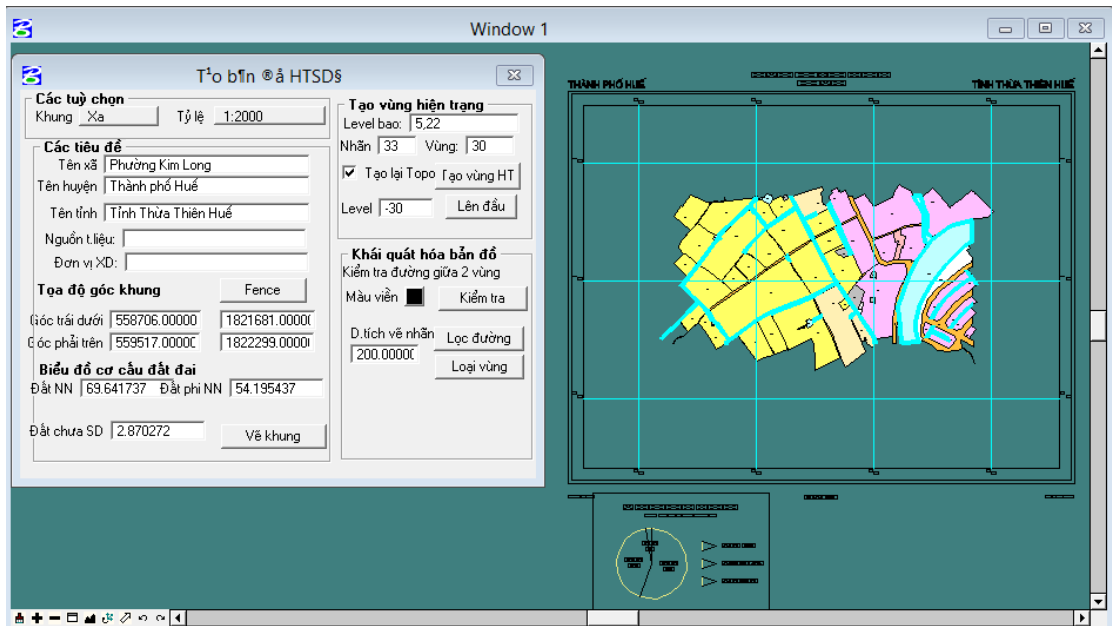 Window 1
T¹o b¶n ®å HTSD§
Các tuỳ chọn
Khung Xa Tỷ lệ 1:2000
Các tiêu đề
Tên xã Phường Kim Long
Tên huyện Thành phố Huế
Tên tỉnh Tỉnh Thừa Thiên Huế
Nguồn t.liệu:
Đơn vị XD:
Tọa độ góc khung Fence
Góc trái dưới 558706.00000 1821681.0000(
Góc phải trên 559517.0000C 1822299.0000(
Biểu đồ cơ cấu đất đai
Đất NN 69.641737 Đất phi NN 54.195437
Đất chưa SD 2.870272 Vẽ khung
Tạo vùng hiện trạng
Level bao: 5,22
Nhãn 33 Vùng: 30
Tạo lại Topo Tạo vùng HT
Level -30 Lên đầu
Khái quát hóa bản đồ
Kiểm tra đường giữa 2 vùng
Màu viền Kiểm tra
D.tích vẽ nhãn Lọc đường
200.0000( Loại vùng
THÀNH PHỐ HUẾ
TỈNH THỪA THIÊN HUẾ